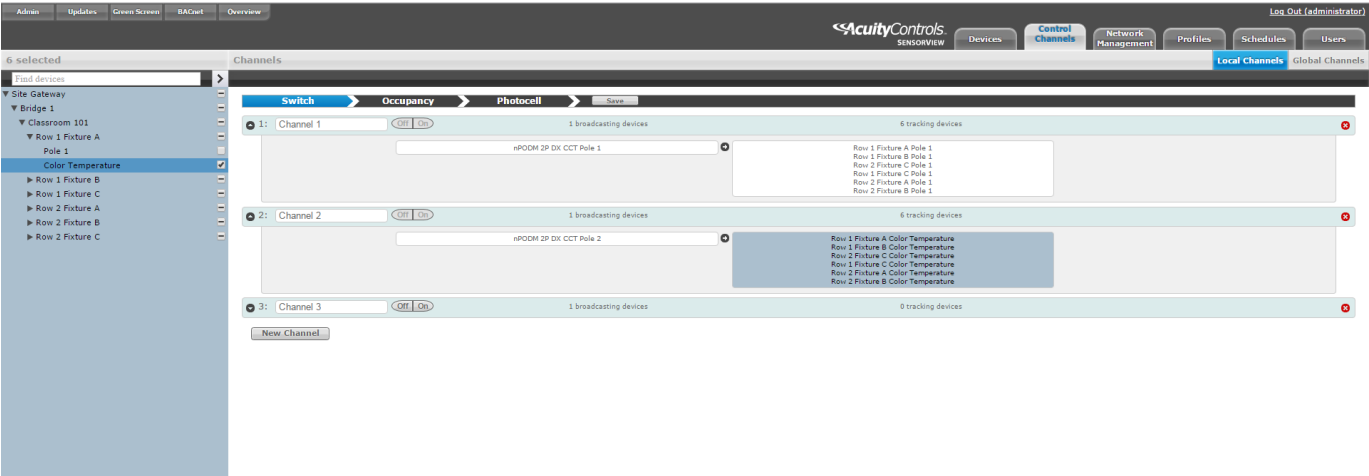 Admin Updates Green Screen BACnet Overview
Log Out (administrator)
AcuityControls.
SENSORVIEW
Devices
Control Channels
Network Management
Profiles
Schedules
Users
6 selected
Channels
Local Channels Global Channels
Find devices
Site Gateway
Bridge 1
Classroom 101
Row 1 Fixture A
Pole 1
Color Temperature
Row 1 Fixture B
Row 1 Fixture C
Row 2 Fixture A
Row 2 Fixture B
Row 2 Fixture C
Switch Occupancy Photocell Save
1: Channel 1 Off On 1 broadcasting devices 6 tracking devices
nPODM 2P DX CCT Pole 1
Row 1 Fixture A Pole 1
Row 1 Fixture B Pole 1
Row 2 Fixture C Pole 1
Row 1 Fixture C Pole 1
Row 2 Fixture A Pole 1
Row 2 Fixture B Pole 1
2: Channel 2 Off On 1 broadcasting devices 6 tracking devices
nPODM 2P DX CCT Pole 2
Row 1 Fixture A Color Temperature
Row 1 Fixture B Color Temperature
Row 2 Fixture C Color Temperature
Row 1 Fixture C Color Temperature
Row 2 Fixture A Color Temperature
Row 2 Fixture B Color Temperature
3: Channel 3 Off On 1 broadcasting devices 0 tracking devices
New Channel